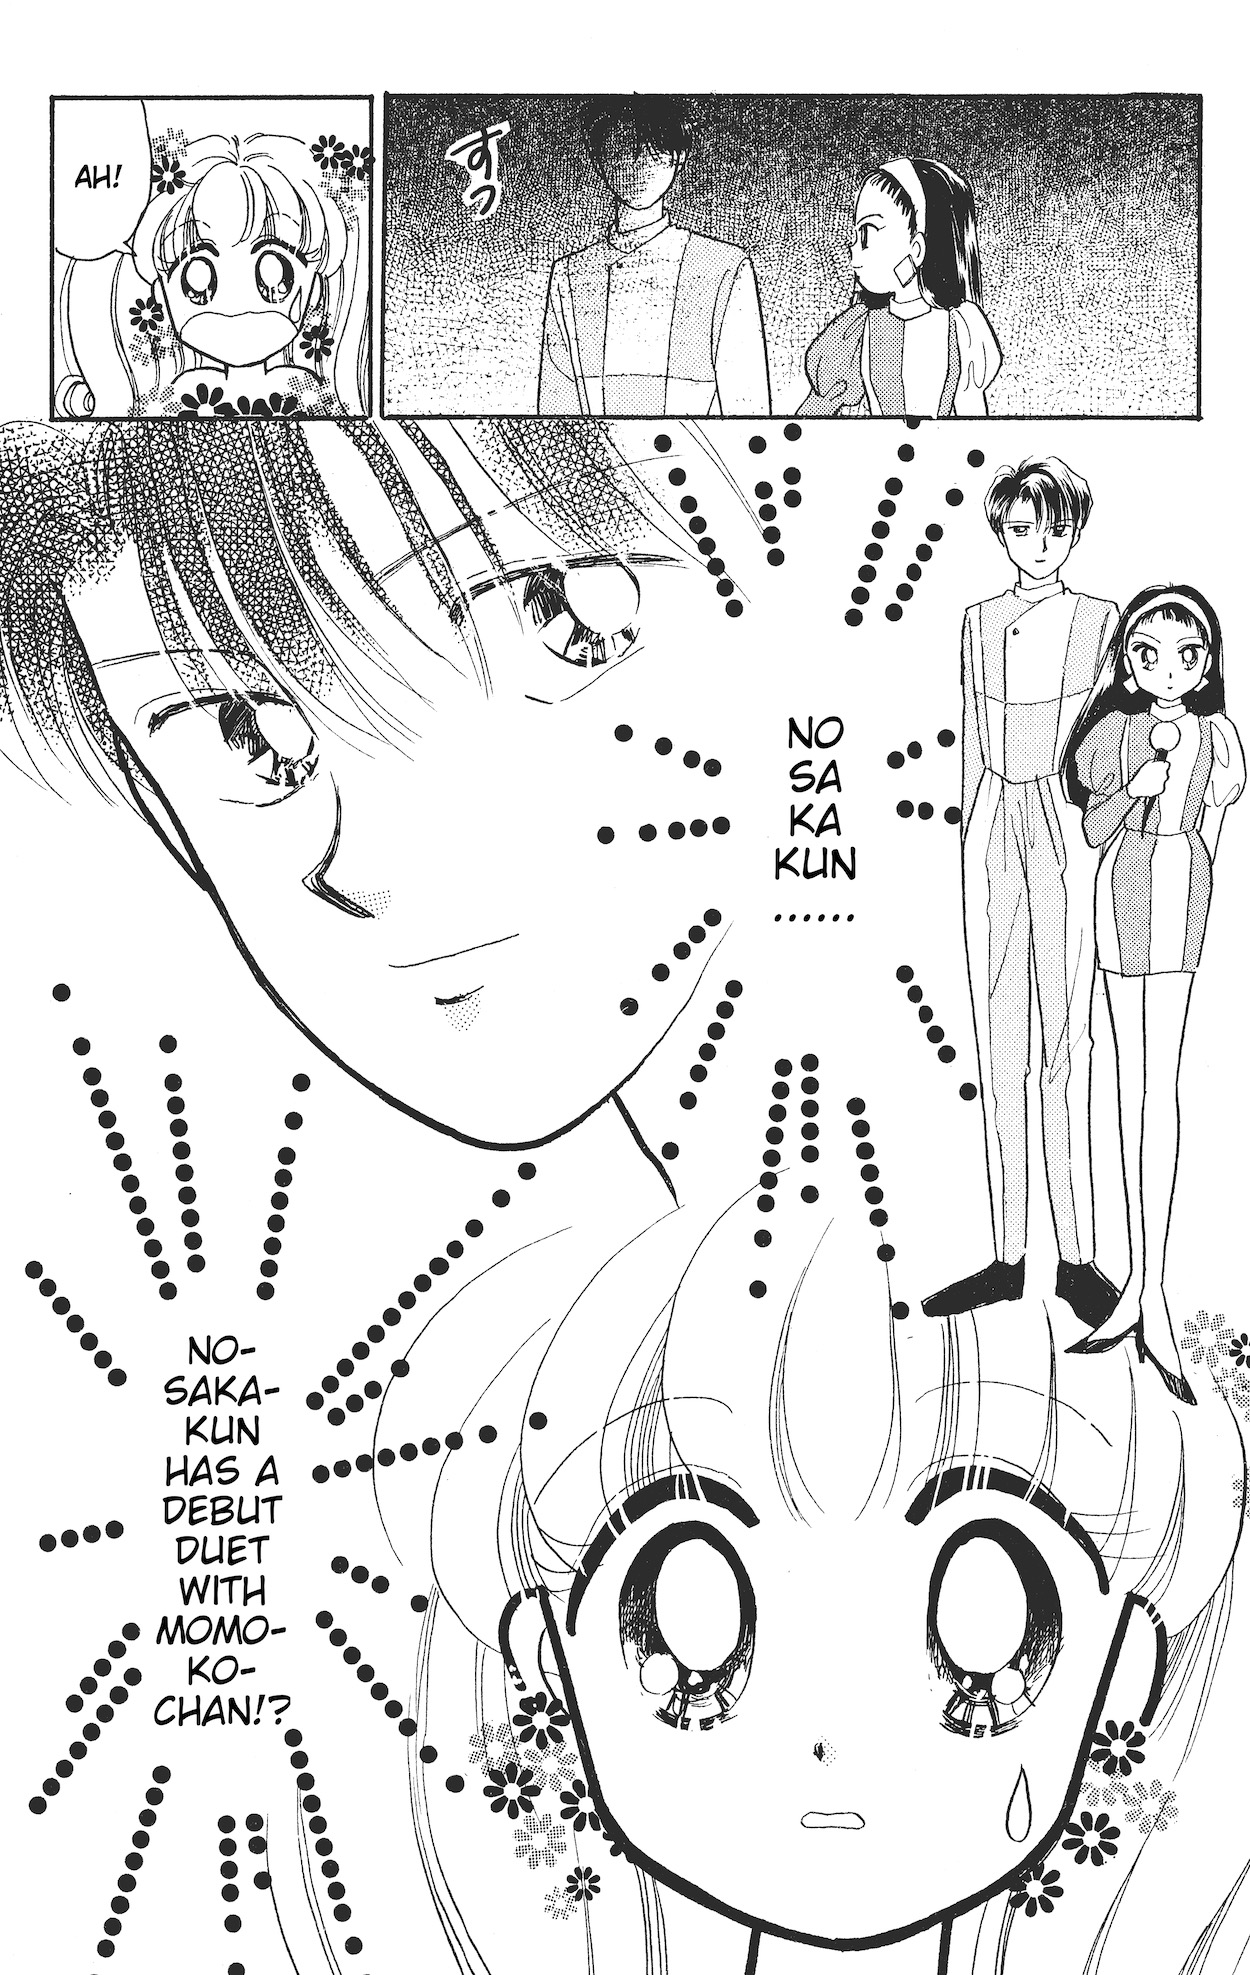 すっ
AH!
NO
SA
KA
KUN
......
NO-
SAKA-
KUN
HAS A
DEBUT
DUET
WITH
MOMO-
KO-
CHAN!?